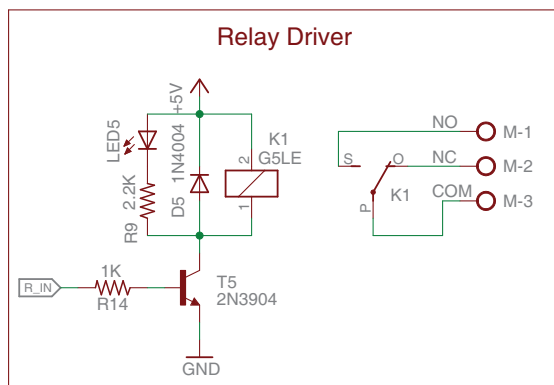 Relay Driver
+5V
LED5
1N4004
K1
G5LE
2
1
2.2K
R9
D5
R_IN
1K
R14
T5
2N3904
GND
NO
M-1
S
O
NC
M-2
K1
P
COM
M-3